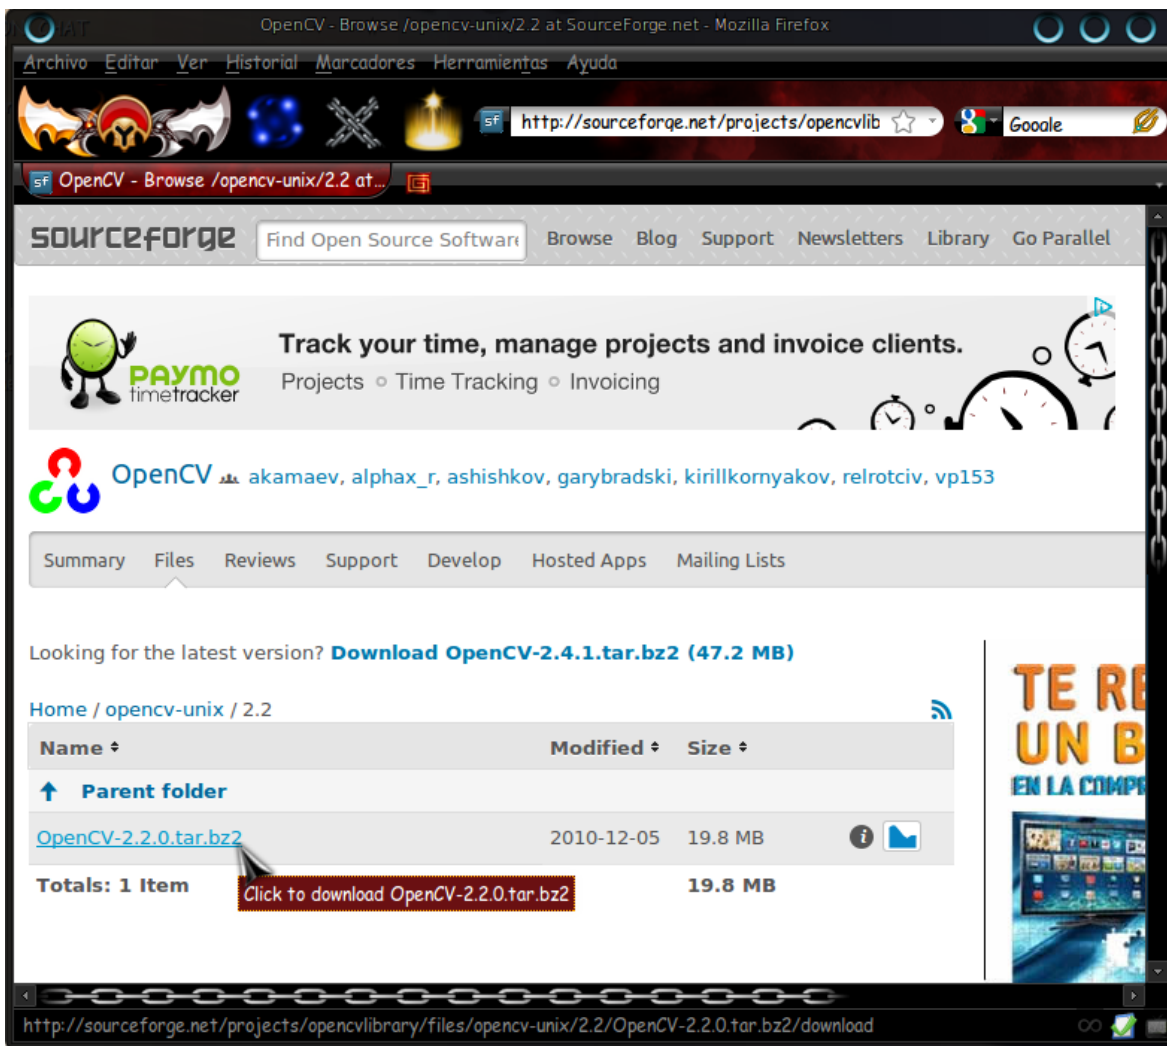 OpenCV - Browse /opencv-unix/2.2 at SourceForge.net - Mozilla Firefox
Archivo Editar Ver Historial Marcadores Herramientas Ayuda
sf http://sourceforge.net/projects/opencvlib Google
sf OpenCV - Browse /opencv-unix/2.2 at...
sourceforge Find Open Source Software Browse Blog Support Newsletters Library Go Parallel
Track your time, manage projects and invoice clients.
PAYMO
timetracker
Projects Time Tracking Invoicing
OpenCV akamaev, alphax_r, ashishkov, garybradski, kirillkornyakov, relrotciv, vp153
Summary Files Reviews Support Develop Hosted Apps Mailing Lists
Looking for the latest version? Download OpenCV-2.4.1.tar.bz2 (47.2 MB)
Home / opencv-unix / 2.2
Name Modified Size
Parent folder
OpenCV-2.2.0.tar.bz2 2010-12-05 19.8 MB
Totals: 1 Item 19.8 MB
Click to download OpenCV-2.2.0.tar.bz2
TE RE
UN B
EN LA COMPR
http://sourceforge.net/projects/opencvlibrary/files/opencv-unix/2.2/OpenCV-2.2.0.tar.bz2/download